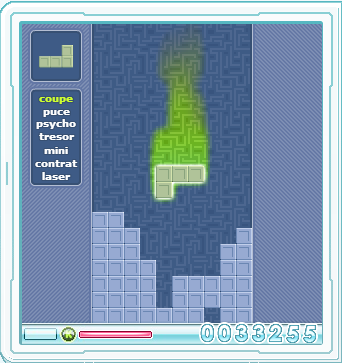 coupe
puce
psycho
tresor
mini
contrat
laser
0033255